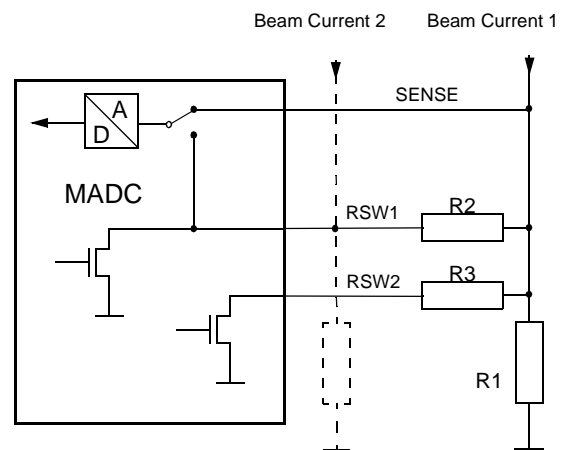 Beam Current 2
Beam Current 1
SENSE
A
D
MADC
RSW1
R2
RSW2
R3
R1